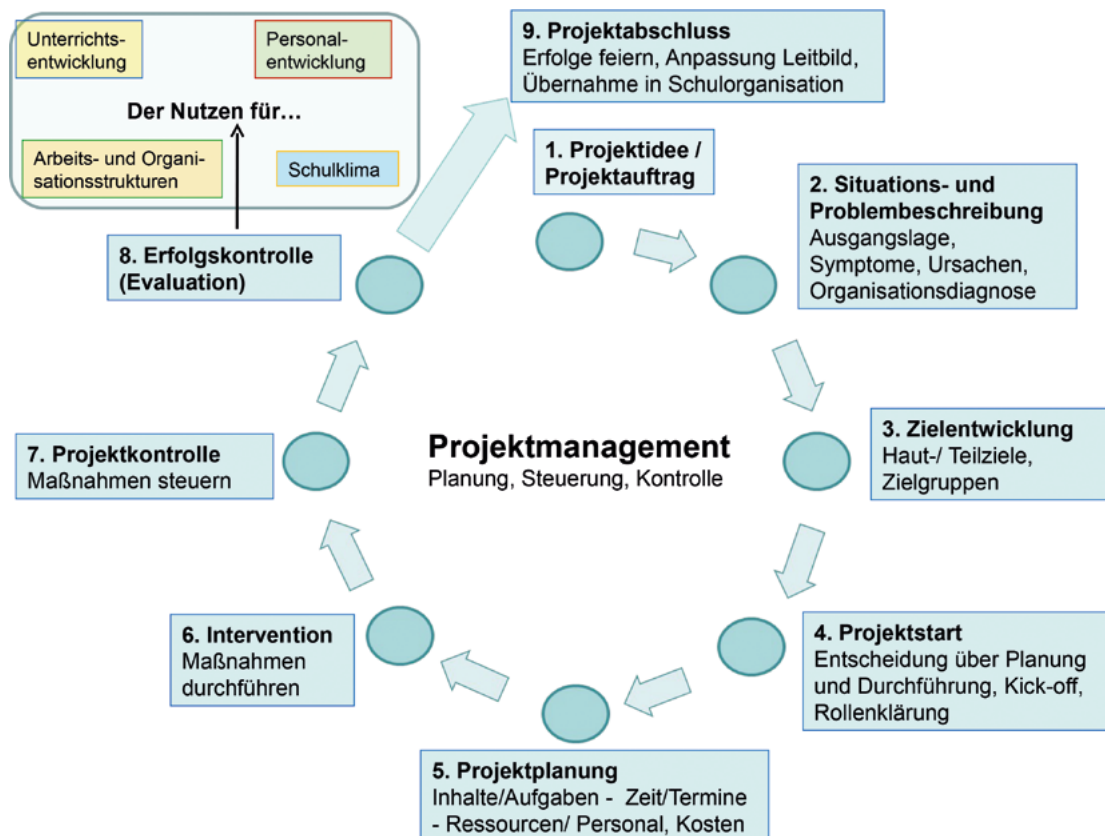 Unterrichts-
entwicklung
Personal-
entwicklung
Der Nutzen für...
Arbeits- und Organi-
sationsstrukturen
Schulklima
9. Projektabschluss
Erfolge feiern, Anpassung Leitbild,
Übernahme in Schulorganisation
1. Projektidee /
Projektauftrag
2. Situations- und
Problembeschreibung
Ausgangslage,
Symptome, Ursachen,
Organisationsdiagnose
8. Erfolgskontrolle
(Evaluation)
3. Zielentwicklung
Haut-/ Teilziele,
Zielgruppen
Projektmanagement
Planung, Steuerung, Kontrolle
7. Projektkontrolle
Maßnahmen steuern
4. Projektstart
Entscheidung über Planung
und Durchführung, Kick-off,
Rollenklärung
6. Intervention
Maßnahmen
durchführen
5. Projektplanung
Inhalte/Aufgaben - Zeit/Termine
- Ressourcen/ Personal, Kosten